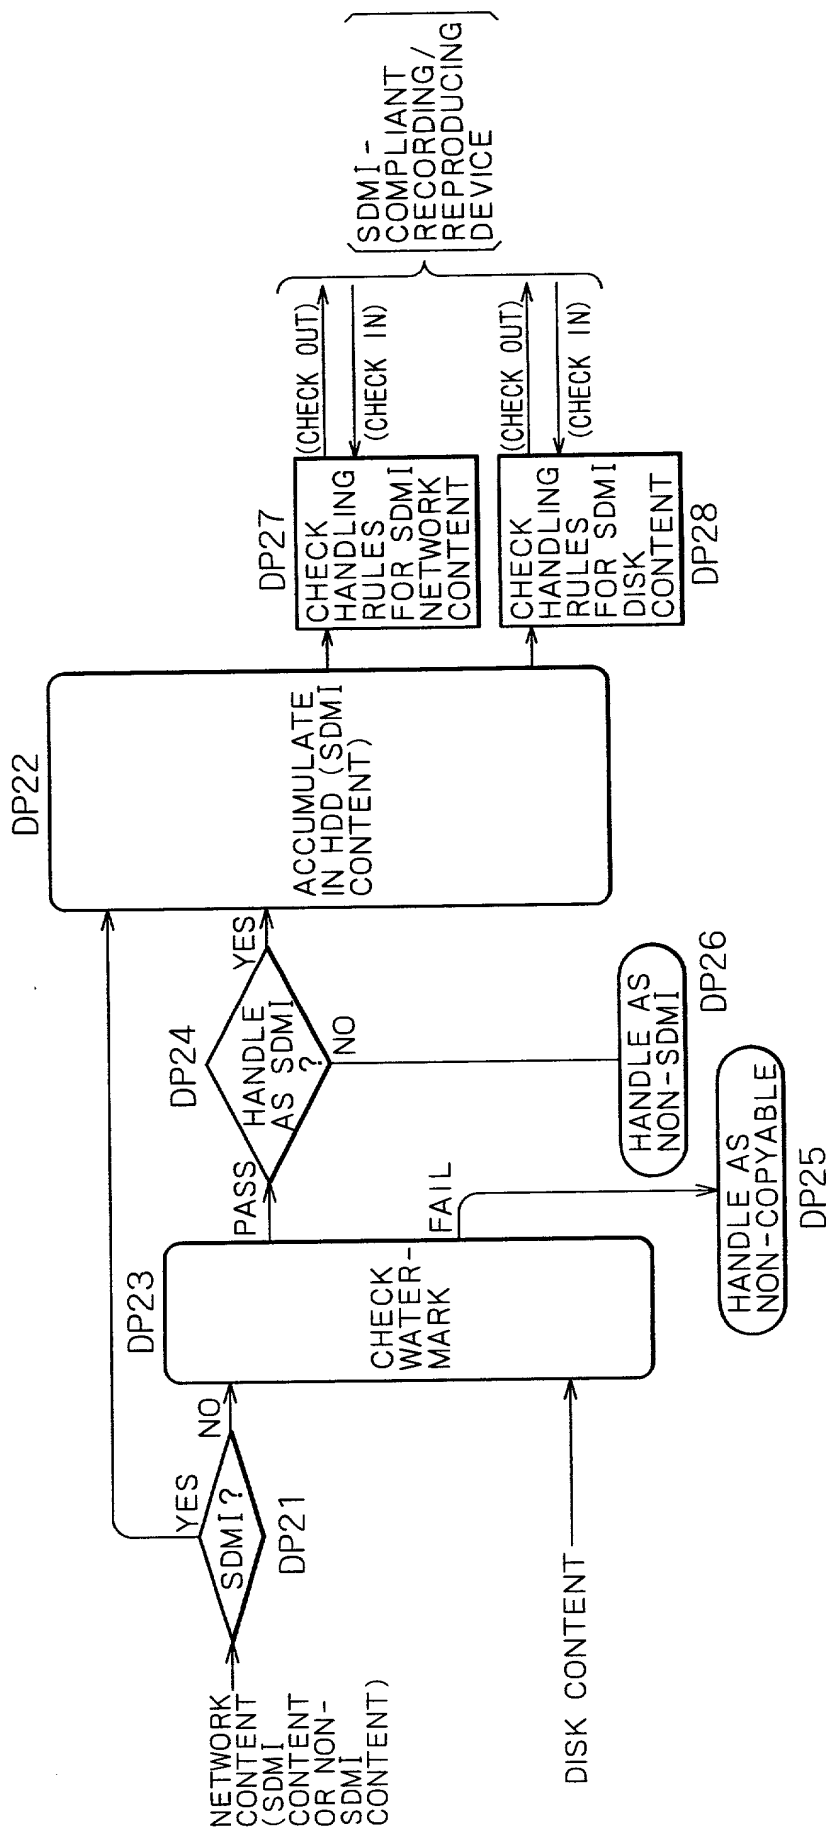 NETWORK
CONTENT
(SDMI
CONTENT
OR NON-
SDMI
CONTENT)
SDMI?
DP21
YES
NO
DISK CONTENT
DP23
CHECK
WATER-
MARK
PASS
FAIL
HANDLE AS
NON-COPYABLE
DP25
DP24
HANDLE
AS SDMI
?
YES
NO
HANDLE AS
NON-SDMI
DP26
DP22
ACCUMULATE
IN HDD (SDMI
CONTENT)
DP27
CHECK
HANDLING
RULES
FOR SDMI
NETWORK
CONTENT
(CHECK OUT)
(CHECK IN)
CHECK
HANDLING
RULES
FOR SDMI
DISK
CONTENT
DP28
(CHECK OUT)
(CHECK IN)
SDMI-
COMPLIANT
RECORDING/
REPRODUCING
DEVICE